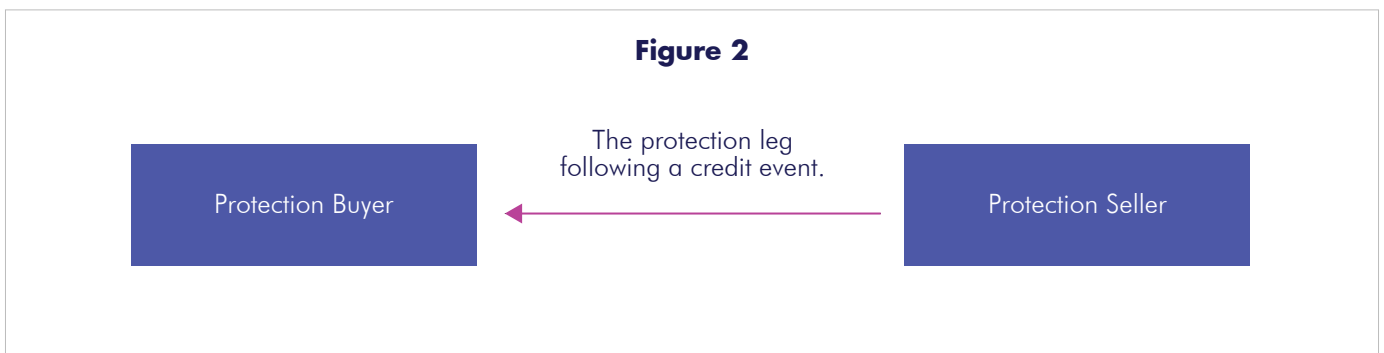 Figure 2
The protection leg
following a credit event.
Protection Buyer
Protection Seller